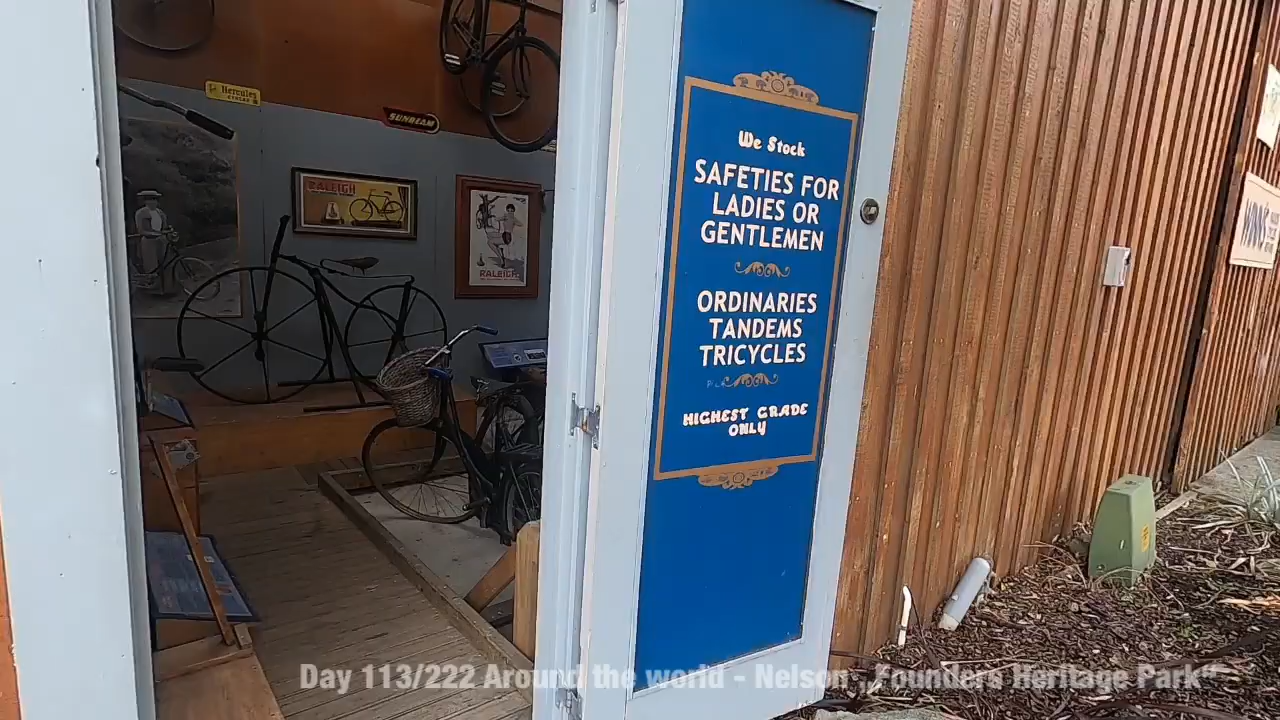 Hercules
CYCLES
SUNBEAM
RALEIGH
RALEIGH
We Stock
SAFETIES FOR
LADIES OR
GENTLEMEN
ORDINARIES
TANDEMS
TRICYCLES
HIGHEST GRADE
ONLY
Day 113/222 Around the world - Nelson „Founders Heritage Park“